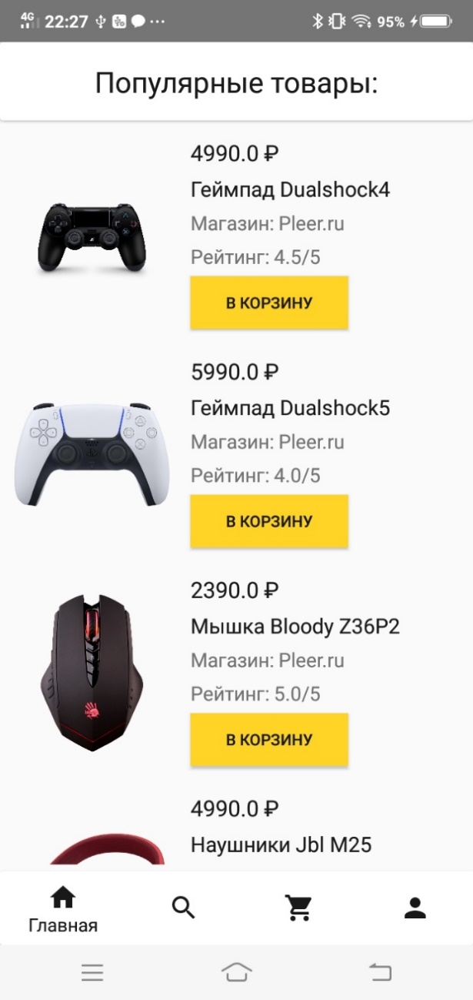 4G 22:27 95%
Популярные товары:
4990.0 ₽
Геймпад Dualshock4
Магазин: Pleer.ru
Рейтинг: 4.5/5
В КОРЗИНУ
5990.0 ₽
Геймпад Dualshock5
Магазин: Pleer.ru
Рейтинг: 4.0/5
В КОРЗИНУ
2390.0 ₽
Мышка Bloody Z36P2
Магазин: Pleer.ru
Рейтинг: 5.0/5
В КОРЗИНУ
4990.0 ₽
Наушники Jbl M25
Главная